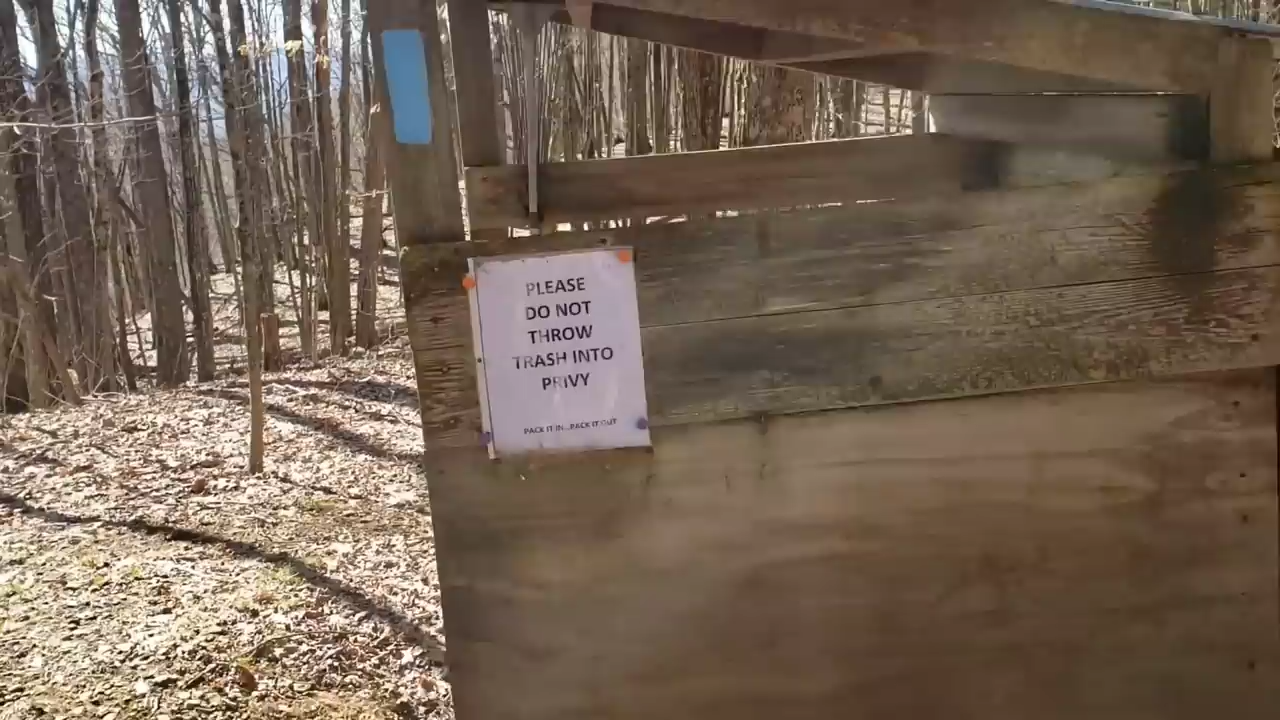 PLEASE
DO NOT
THROW
TRASH INTO
PRIVY
PACK IT IN...PACK IT OUT